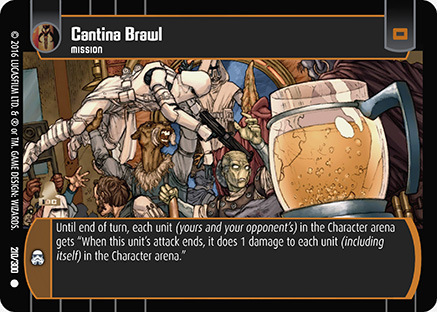 Cantina Brawl
MISSION
Until end of turn, each unit (yours and your opponent's) in the Character arena
gets "When this unit's attack ends, it does 1 damage to each unit (including
itself) in the Character arena."
© 2016 LUCASFILM LTD. & ® or TM. GAME DESIGN: WIZARDS.
210/300